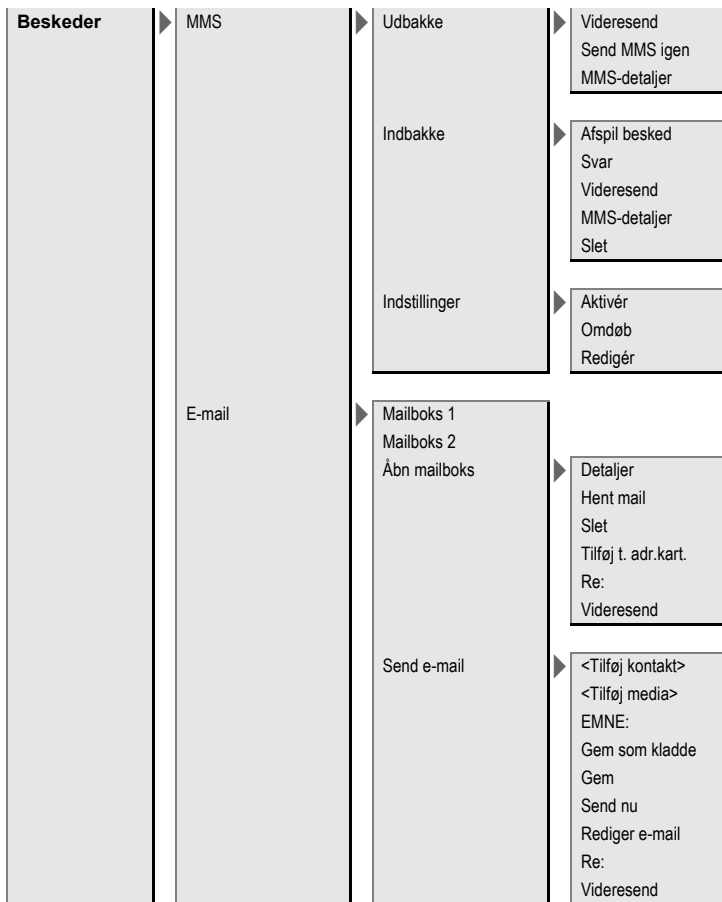 Beskeder
MMS
Udbakke
Videresend
Send MMS igen
MMS-detaljer
Indbakke
Afspil besked
Svar
Videresend
MMS-detaljer
Slet
Indstillinger
Aktivér
Omdøb
Redigér
E-mail
Mailboks 1
Mailboks 2
Åbn mailboks
Detaljer
Hent mail
Slet
Tilføj t. adr.kart.
Re:
Videresend
Send e-mail
<Tilføj kontakt>
<Tilføj media>
EMNE:
Gem som kladde
Gem
Send nu
Rediger e-mail
Re:
Videresend